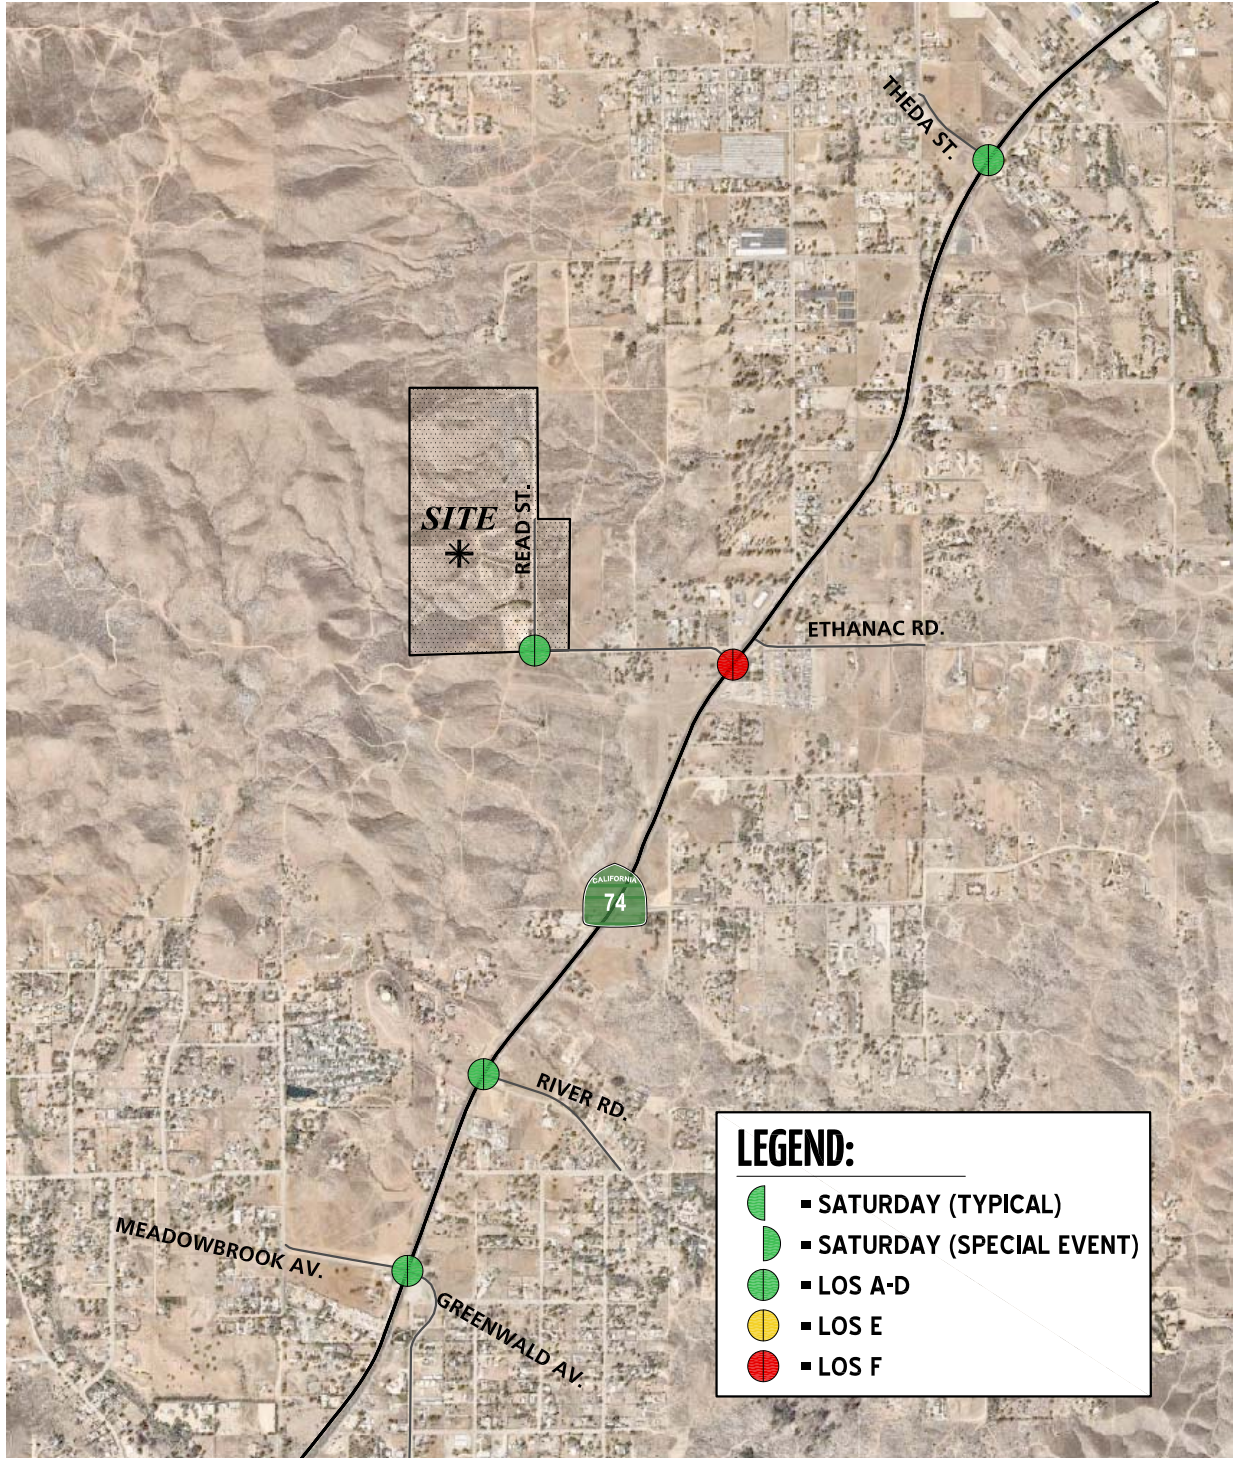 THEDA ST.
SITE
READ ST.
ETHANAC RD.
CALIFORNIA
74
RIVER RD.
MEADOWBROOK AV.
GREENWALD AV.
LEGEND:
= SATURDAY (TYPICAL)
= SATURDAY (SPECIAL EVENT)
= LOS A-D
= LOS E
= LOS F